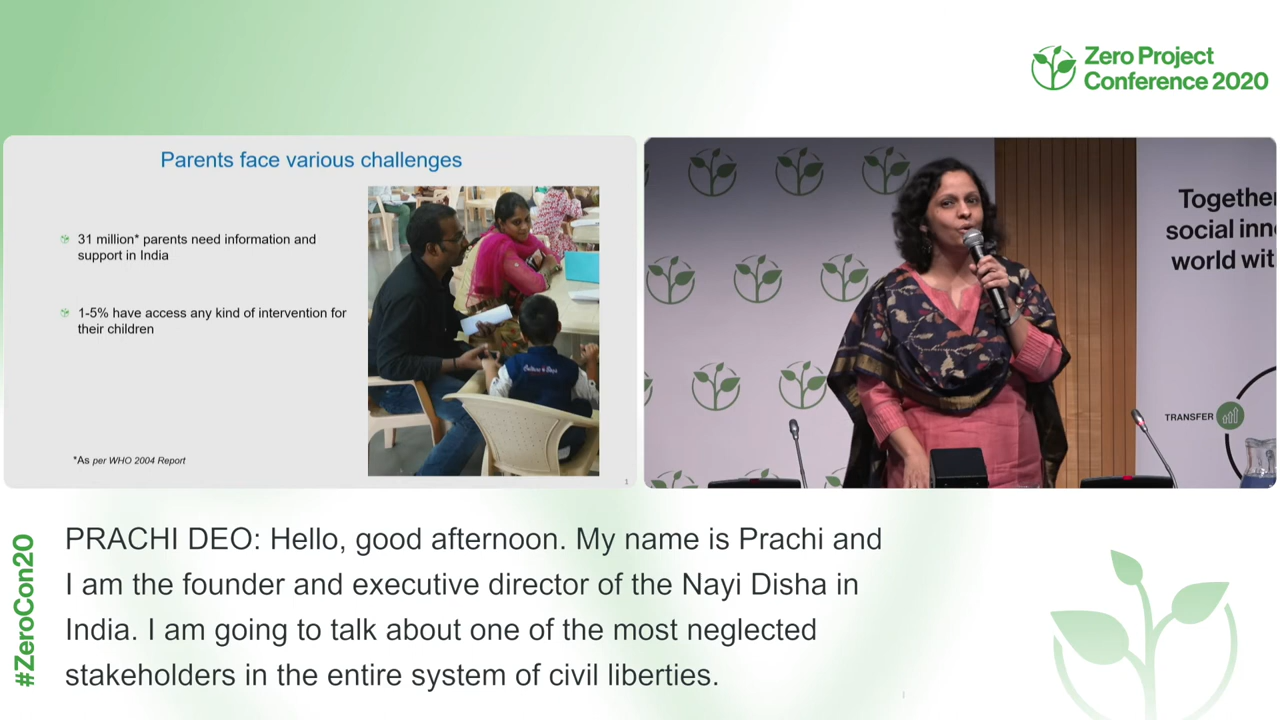 Zero Project
Conference 2020
Parents face various challenges
31 million* parents need information and
support in India
1-5% have access any kind of intervention for
their children
*As per WHO 2004 Report
1
Together
social inn
world wit
TRANSFER
#ZeroCon20
PRACHI DEO: Hello, good afternoon. My name is Prachi and
I am the founder and executive director of the Nayi Disha in
India. I am going to talk about one of the most neglected
stakeholders in the entire system of civil liberties.